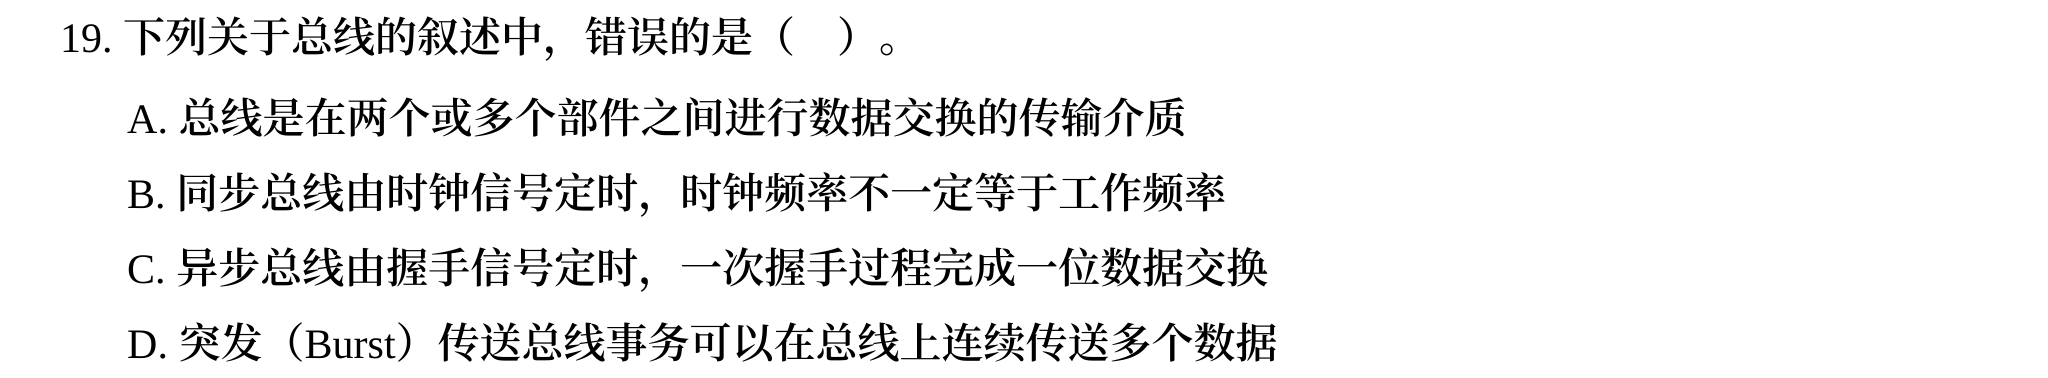 19. 下列关于总线的叙述中，错误的是（ ）。
A. 总线是在两个或多个部件之间进行数据交换的传输介质
B. 同步总线由时钟信号定时，时钟频率不一定等于工作频率
C. 异步总线由握手信号定时，一次握手过程完成一位数据交换
D. 突发（Burst）传送总线事务可以在总线上连续传送多个数据